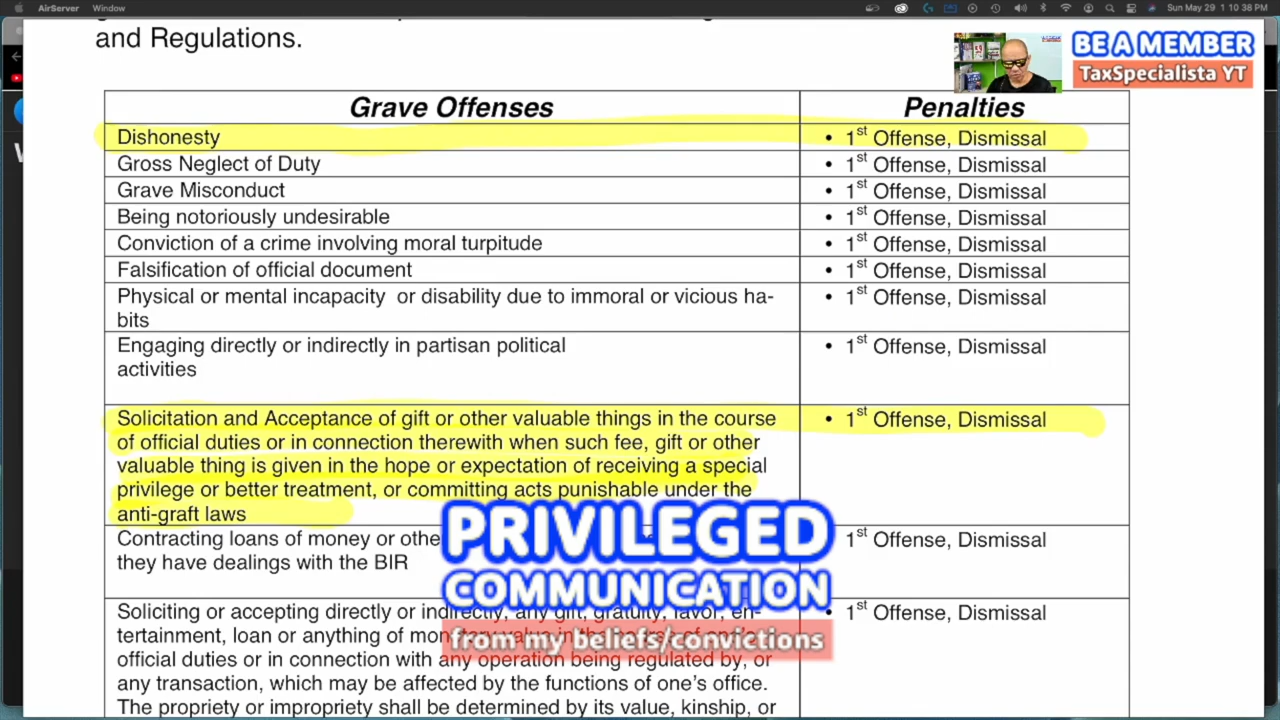 AirServer Window Sun May 29 1 10:38 PM
and Regulations.
BE A MEMBER
TaxSpecialista YT
Grave Offenses Penalties
Dishonesty • 1st Offense, Dismissal
Gross Neglect of Duty • 1st Offense, Dismissal
Grave Misconduct • 1st Offense, Dismissal
Being notoriously undesirable • 1st Offense, Dismissal
Conviction of a crime involving moral turpitude • 1st Offense, Dismissal
Falsification of official document • 1st Offense, Dismissal
Physical or mental incapacity or disability due to immoral or vicious ha- • 1st Offense, Dismissal
bits
Engaging directly or indirectly in partisan political • 1st Offense, Dismissal
activities
Solicitation and Acceptance of gift or other valuable things in the course • 1st Offense, Dismissal
of official duties or in connection therewith when such fee, gift or other
valuable thing is given in the hope or expectation of receiving a special
privilege or better treatment, or committing acts punishable under the
anti-graft laws
Contracting loans of money or othe 1st Offense, Dismissal
they have dealings with the BIR
PRIVILEGED
COMMUNICATION
from my beliefs/convictions
Soliciting or accepting directly or indirectly, any gift, gratuity, favor, en- • 1st Offense, Dismissal
tertainment, loan or anything of monetary value in the
official duties or in connection with any operation being regulated by, or
any transaction, which may be affected by the functions of one's office.
The propriety or impropriety shall be determined by its value, kinship, or